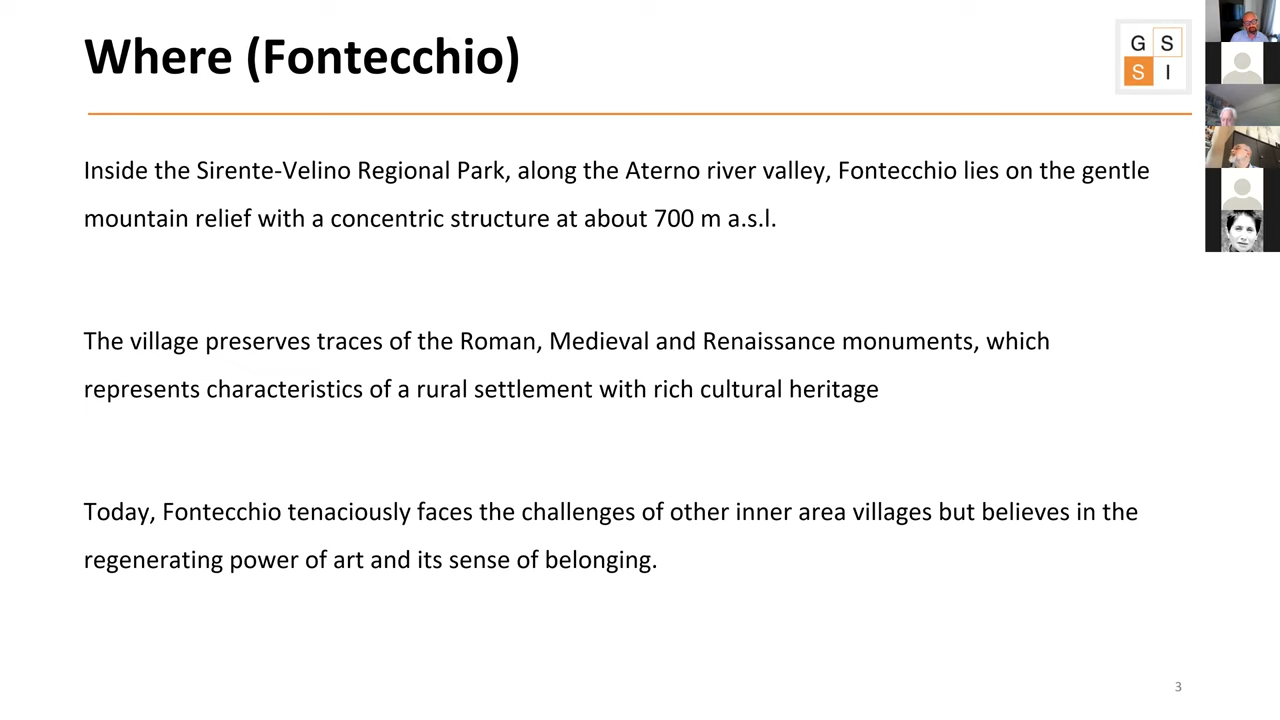 Where (Fontecchio)
G S
S I
Inside the Sirente-Velino Regional Park, along the Aterno river valley, Fontecchio lies on the gentle
mountain relief with a concentric structure at about 700 m a.s.l.
The village preserves traces of the Roman, Medieval and Renaissance monuments, which
represents characteristics of a rural settlement with rich cultural heritage
Today, Fontecchio tenaciously faces the challenges of other inner area villages but believes in the
regenerating power of art and its sense of belonging.
3